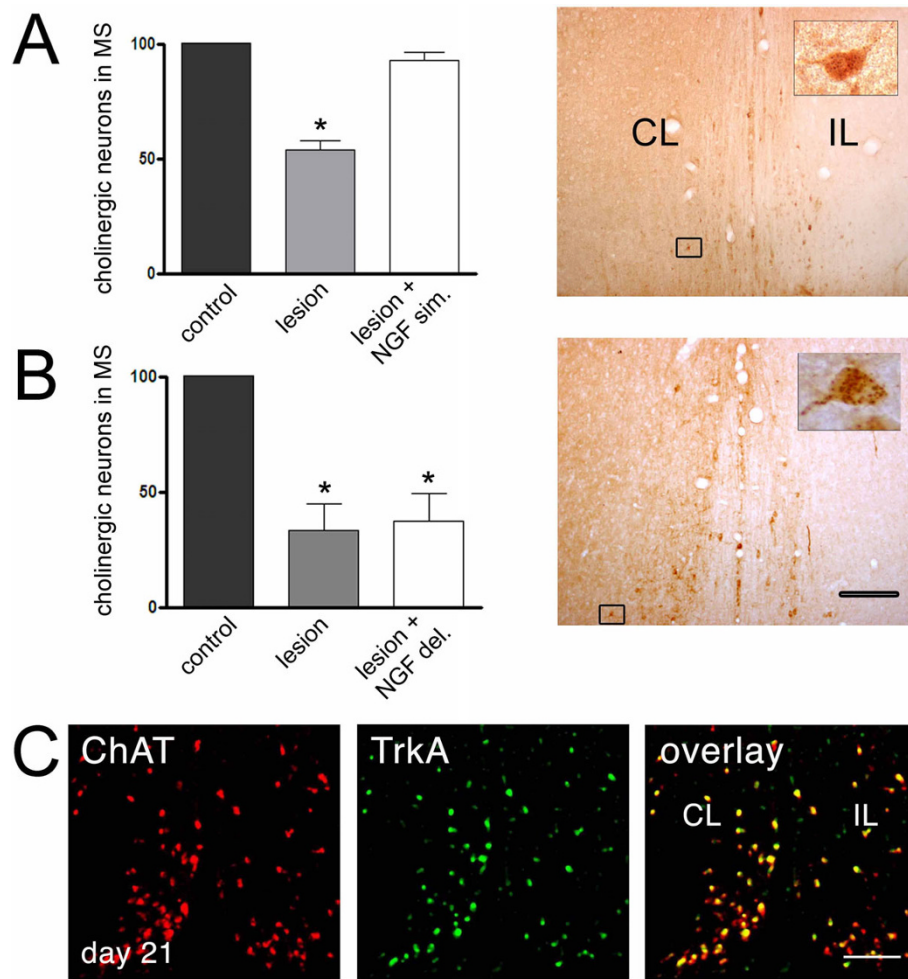 A
cholinergic neurons in MS
100
50
0
*
control
lesion
lesion +
NGF sim.
CL
IL
B
cholinergic neurons in MS
100
50
0
*
*
control
lesion
lesion +
NGF del.
C
ChAT
day 21
TrkA
overlay
CL
IL